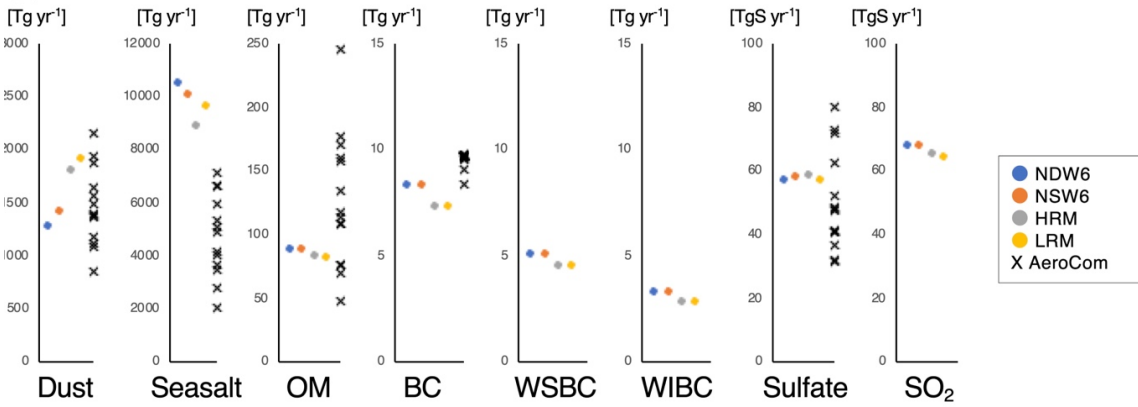 [Tg yr⁻¹] [Tg yr⁻¹] [Tg yr⁻¹] [Tg yr⁻¹] [Tg yr⁻¹] [Tg yr⁻¹] [TgS yr⁻¹] [TgS yr⁻¹]
3000 12000 250 15 15 15 100 100
2500 10000 200 80 80
2000 8000 150 10 10 10 60 60
1500 6000 100 5 5 5 40 40
1000 4000 50 20 20
500 2000
0 0 0 0 0 0 0 0
Dust Seasalt OM BC WSBC WIBC Sulfate SO₂
NDW6
NSW6
HRM
LRM
X AeroCom